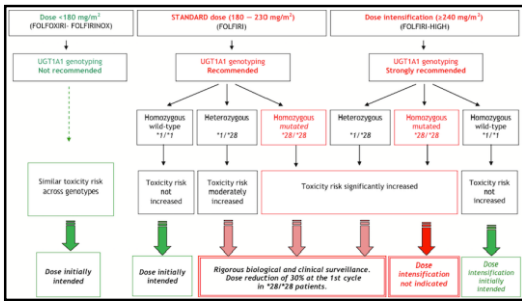 Dose <180 mg/m²
(FOLFOXIRI- FOLFIRINOX)
STANDARD dose (180 – 230 mg/m²)
(FOLFIRI)
Dose intensification (≥240 mg/m²)
(FOLFIRI-HIGH)
UGT1A1 genotyping
Not recommended
UGT1A1 genotyping
Recommended
UGT1A1 genotyping
Strongly recommended
Homozygous
wild-type
*1/*1
Heterozygous
*1/*28
Homozygous
mutated
*28/*28
Heterozygous
*1/*28
Homozygous
mutated
*28/*28
Homozygous
wild-type
*1/*1
Similar toxicity risk
across genotypes
Toxicity risk
not
increased
Toxicity risk
moderately
increased
Toxicity risk significantly increased
Toxicity risk
not
increased
Dose initially
intended
Dose initially
intended
Rigorous biological and clinical surveillance.
Dose reduction of 30% at the 1st cycle
in *28/*28 patients.
Dose
intensification
not indicated
Dose
intensification
initially
intended